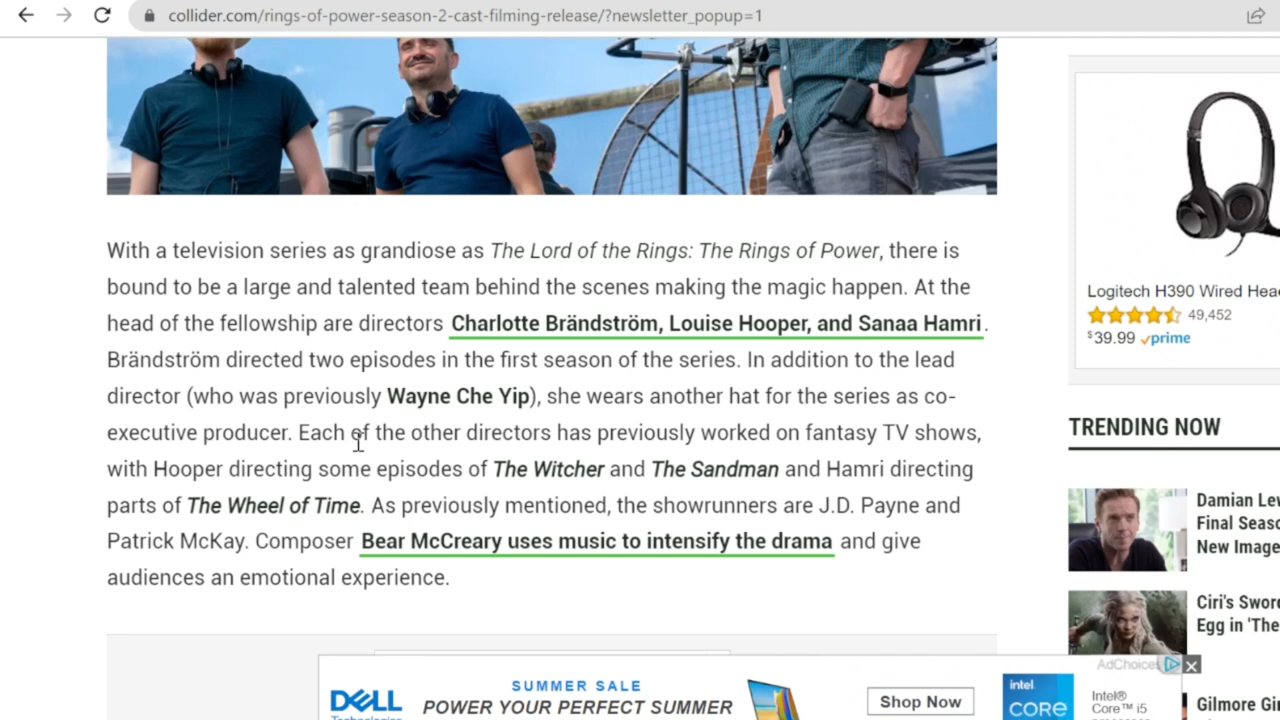 collider.com/rings-of-power-season-2-cast-filming-release/?newsletter_popup=1
With a television series as grandiose as The Lord of the Rings: The Rings of Power, there is
bound to be a large and talented team behind the scenes making the magic happen. At the
head of the fellowship are directors Charlotte Brändström, Louise Hooper, and Sanaa Hamri.
Brändström directed two episodes in the first season of the series. In addition to the lead
director (who was previously Wayne Che Yip), she wears another hat for the series as co-
executive producer. Each of the other directors has previously worked on fantasy TV shows,
with Hooper directing some episodes of The Witcher and The Sandman and Hamri directing
parts of The Wheel of Time. As previously mentioned, the showrunners are J.D. Payne and
Patrick McKay. Composer Bear McCreary uses music to intensify the drama and give
audiences an emotional experience.
Logitech H390 Wired Hea
49,452
$39.99 prime
TRENDING NOW
Damian Lew
Final Seaso
New Image
Ciri's Swor
Egg in 'The
Gilmore Gi
AdChoices
DELL
Technologies
SUMMER SALE
POWER YOUR PERFECT SUMMER
Shop Now
intel
CORE
Intel®
Core™ i5